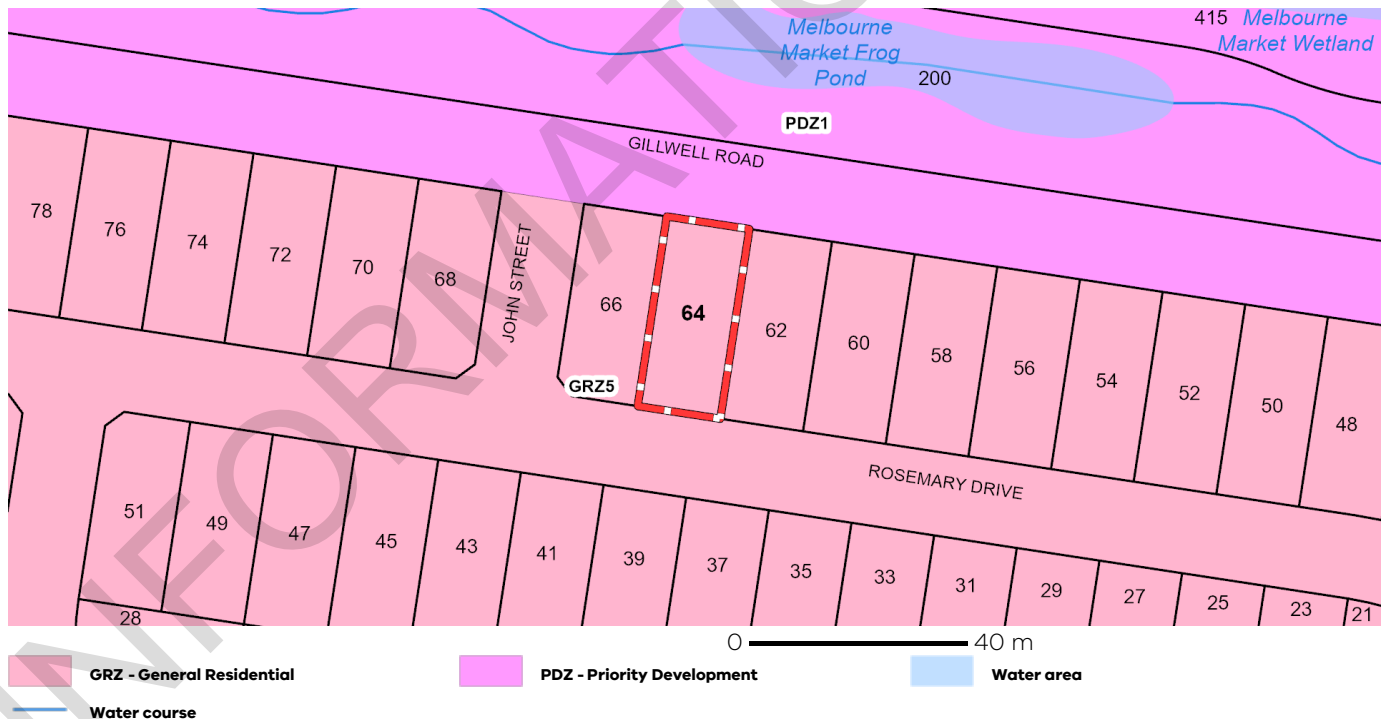 415
Melbourne
Market Wetland
Melbourne
Market Frog
Pond
200
PDZ1
GILLWELL ROAD
78
76
74
72
70
68
JOHN STREET
66
64
62
60
58
56
54
52
50
48
GRZ5
ROSEMARY DRIVE
51
49
47
45
43
41
39
37
35
33
31
29
27
25
23
21
28
0 40 m
GRZ - General Residential
PDZ - Priority Development
Water area
Water course
INFORMATIO